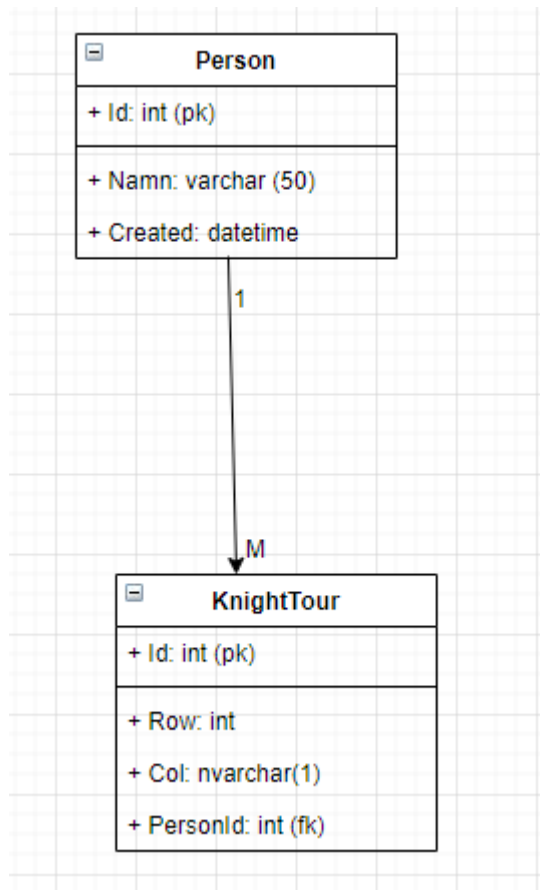 Person
+ Id: int (pk)
+ Namn: varchar (50)
+ Created: datetime
1
M
KnightTour
+ Id: int (pk)
+ Row: int
+ Col: nvarchar(1)
+ PersonId: int (fk)